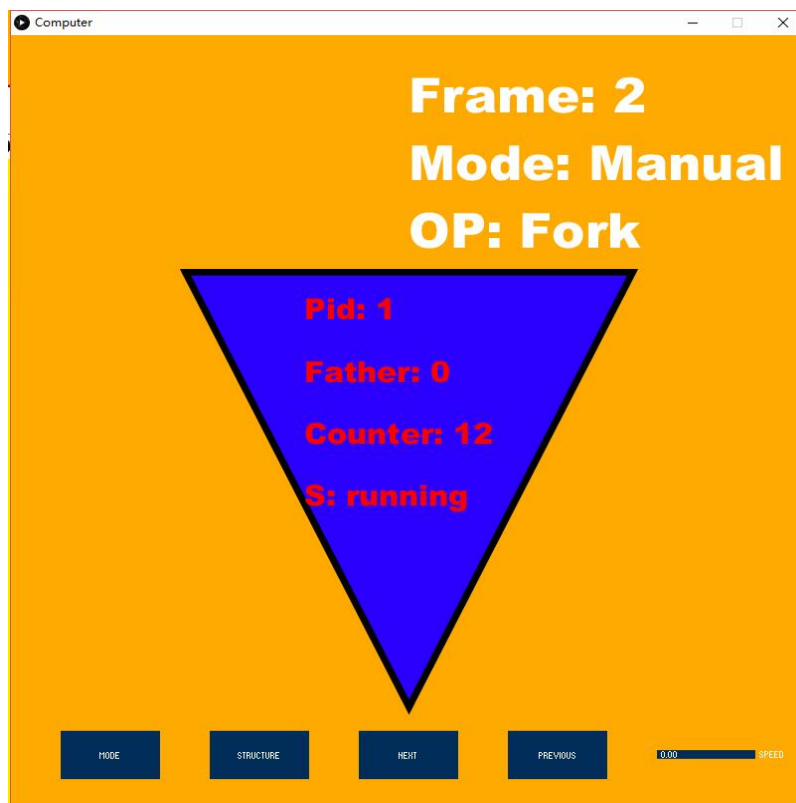 Computer
Frame: 2
Mode: Manual
OP: Fork
Pid: 1
Father: 0
Counter: 12
S: running
MODE
STRUCTURE
NEXT
PREVIOUS
0.00 SPEED